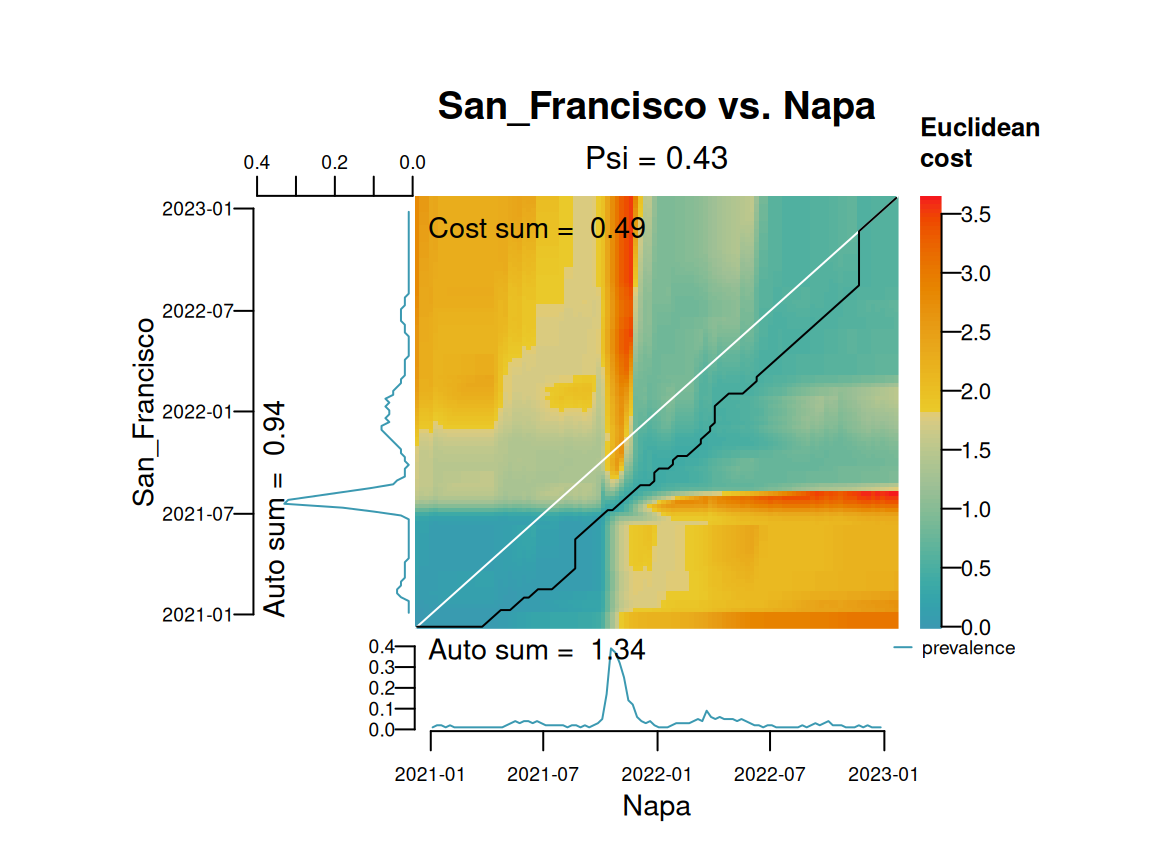 San_Francisco vs. Napa
Psi = 0.43
Euclidean
cost
0.4 0.2 0.0
Cost sum = 0.49
2023-01
2022-07
2022-01
2021-07
2021-01
San_Francisco
Auto sum = 0.94
3.5
3.0
2.5
2.0
1.5
1.0
0.5
0.0
prevalence
Auto sum = 1.34
0.4
0.3
0.2
0.1
0.0
2021-01 2021-07 2022-01 2022-07 2023-01
Napa